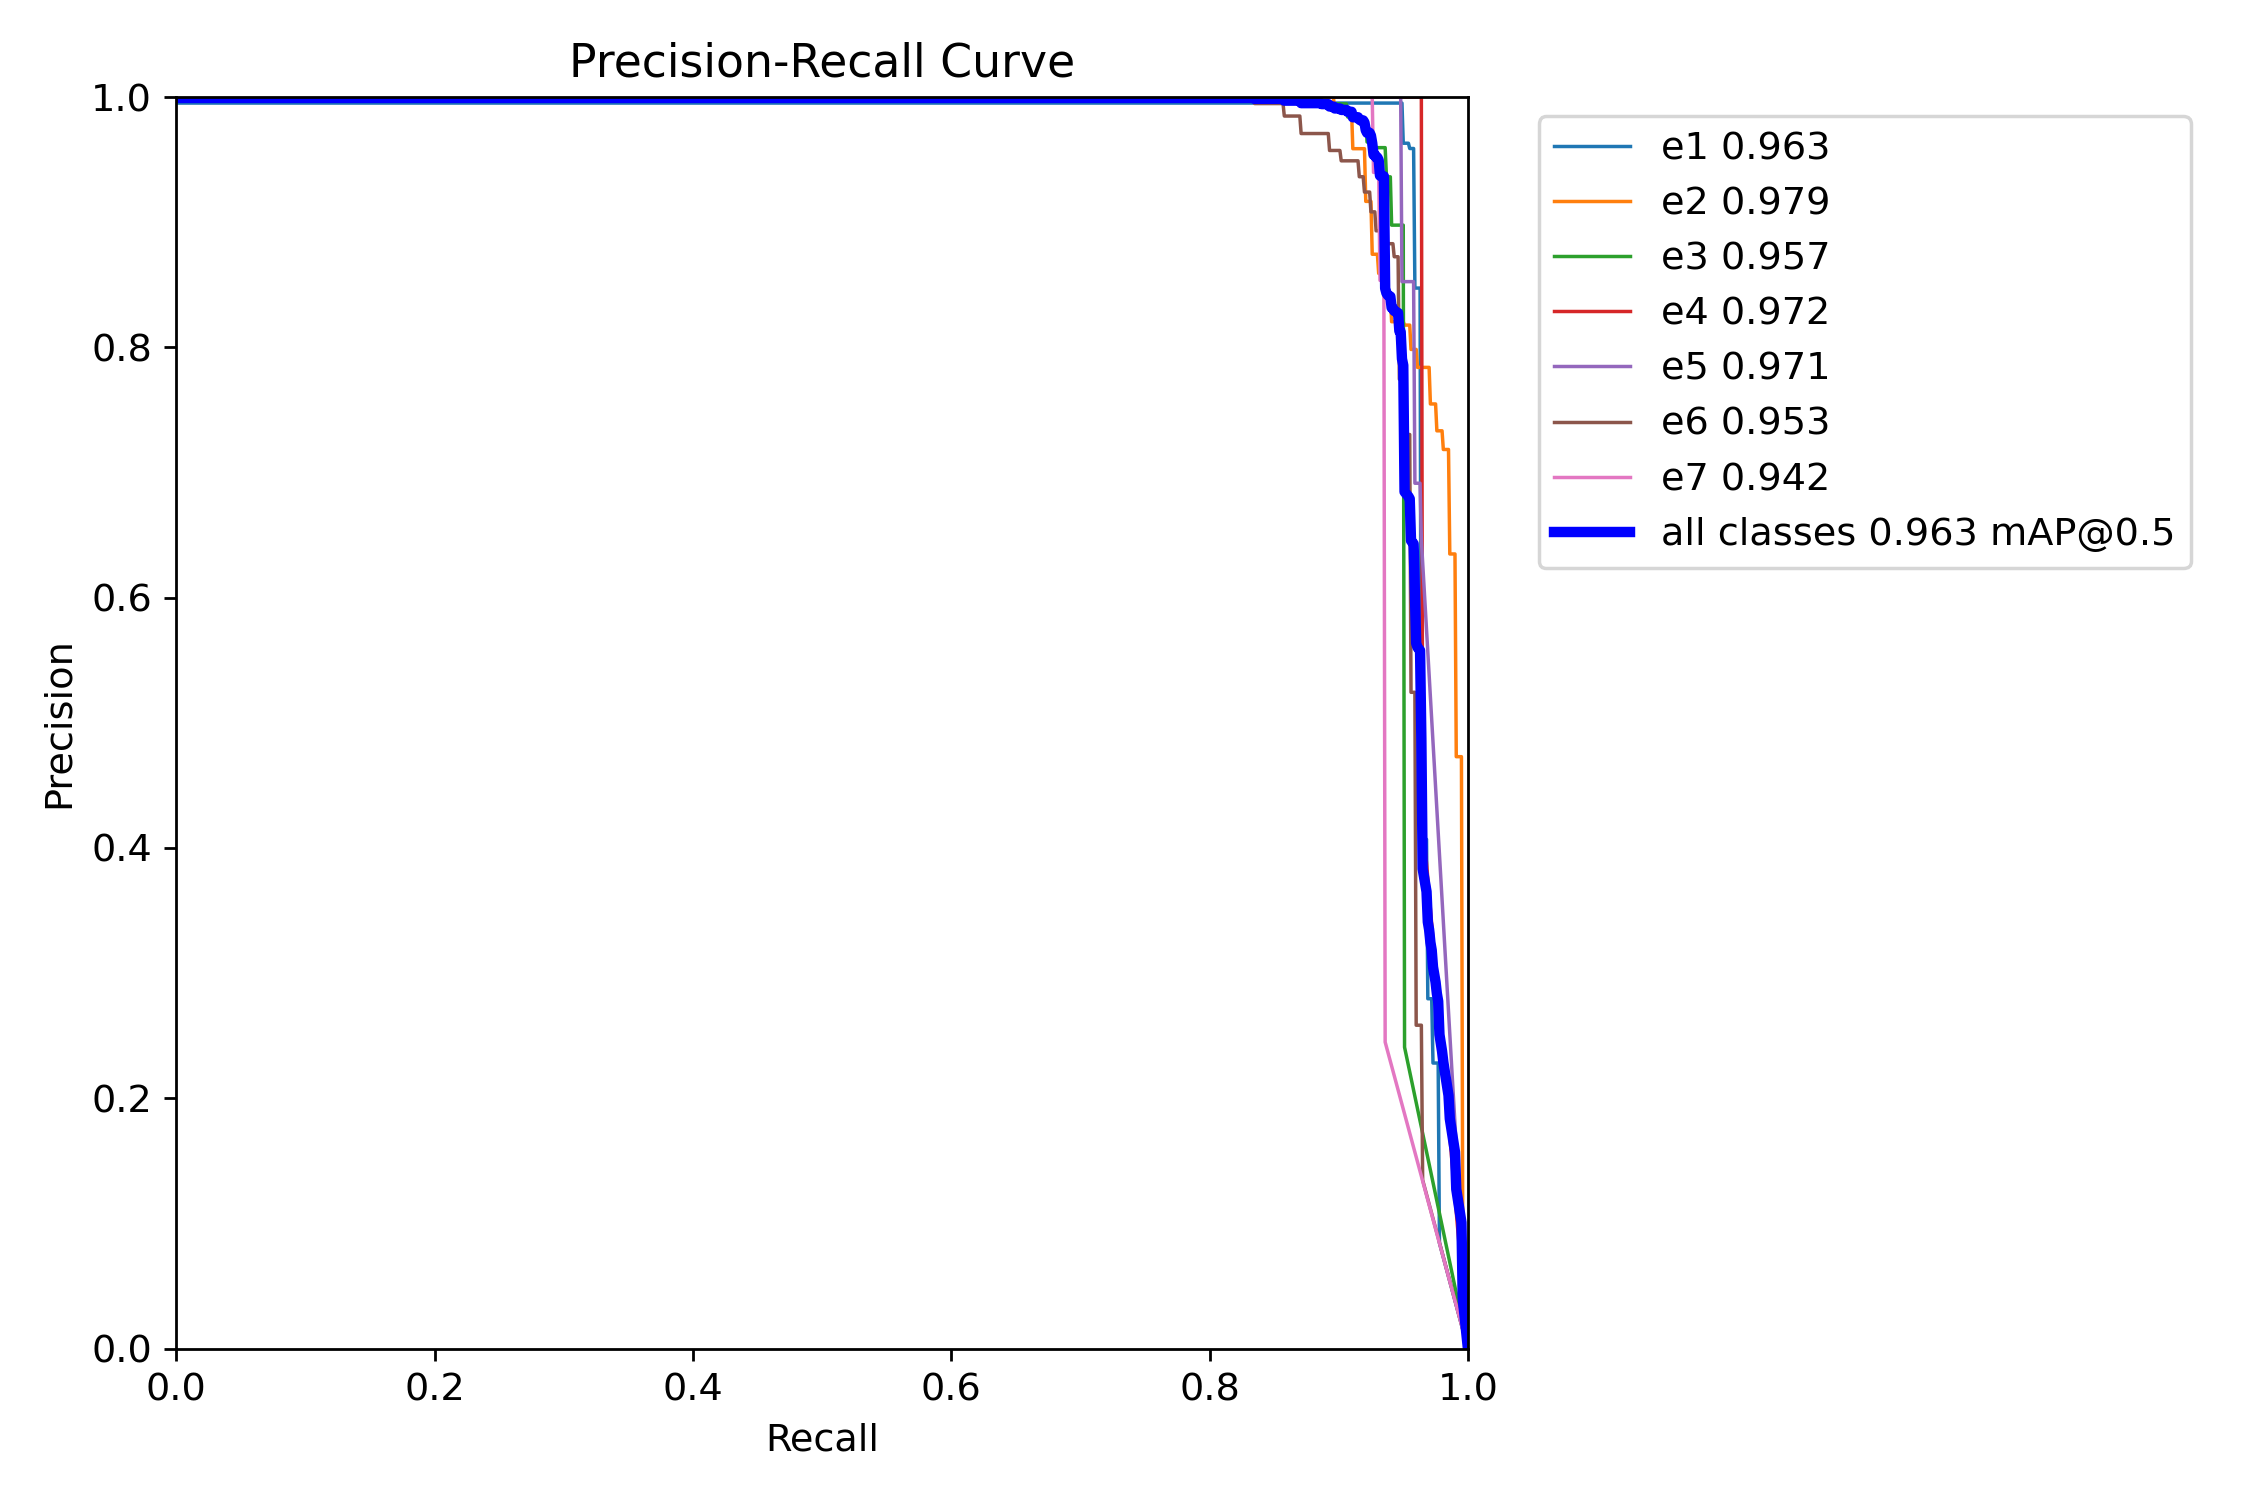 Precision-Recall Curve
1.0
0.8
0.6
0.4
0.2
0.0
Precision
0.0 0.2 0.4 0.6 0.8 1.0
Recall
e1 0.963
e2 0.979
e3 0.957
e4 0.972
e5 0.971
e6 0.953
e7 0.942
all classes 0.963 mAP@0.5